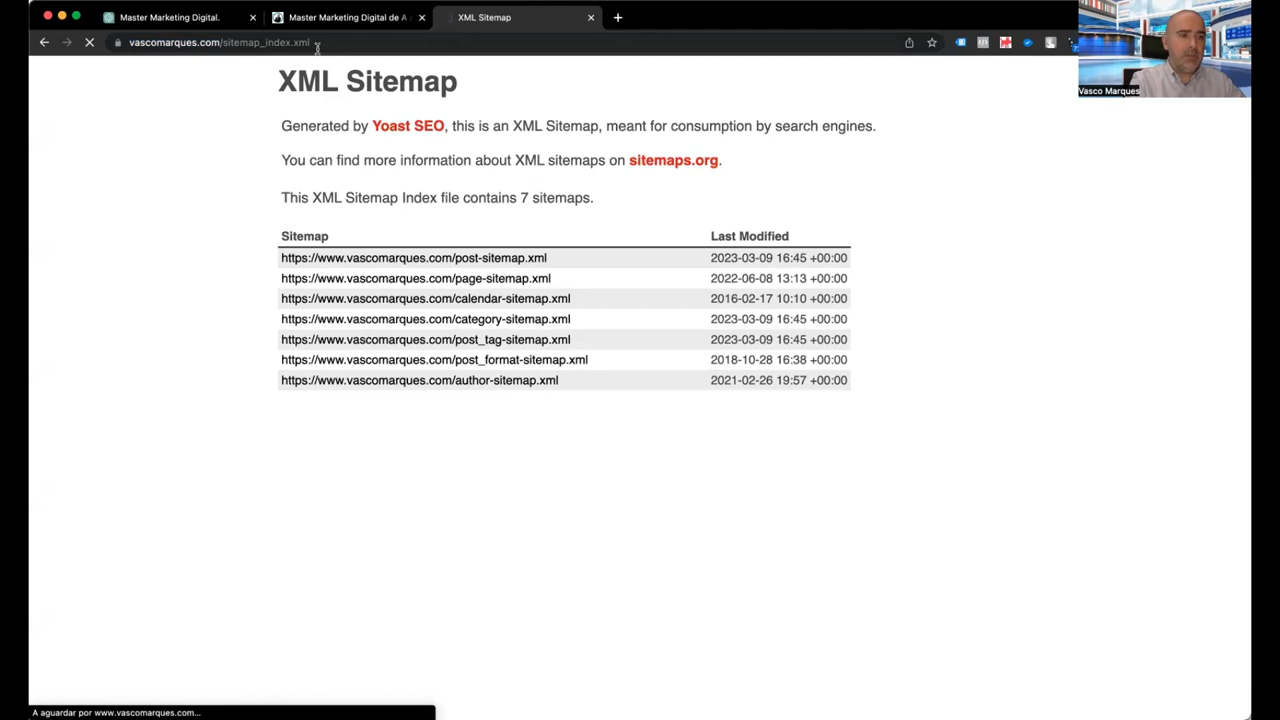 Master Marketing Digital.
Master Marketing Digital de A
XML Sitemap
vascomarques.com/sitemap_index.xml
Vasco Marques
XML Sitemap
Generated by Yoast SEO, this is an XML Sitemap, meant for consumption by search engines.
You can find more information about XML sitemaps on sitemaps.org.
This XML Sitemap Index file contains 7 sitemaps.
Sitemap Last Modified
https://www.vascomarques.com/post-sitemap.xml 2023-03-09 16:45 +00:00
https://www.vascomarques.com/page-sitemap.xml 2022-06-08 13:13 +00:00
https://www.vascomarques.com/calendar-sitemap.xml 2016-02-17 10:10 +00:00
https://www.vascomarques.com/category-sitemap.xml 2023-03-09 16:45 +00:00
https://www.vascomarques.com/post_tag-sitemap.xml 2023-03-09 16:45 +00:00
https://www.vascomarques.com/post_format-sitemap.xml 2018-10-28 16:38 +00:00
https://www.vascomarques.com/author-sitemap.xml 2021-02-26 19:57 +00:00
A aguardar por www.vascomarques.com...